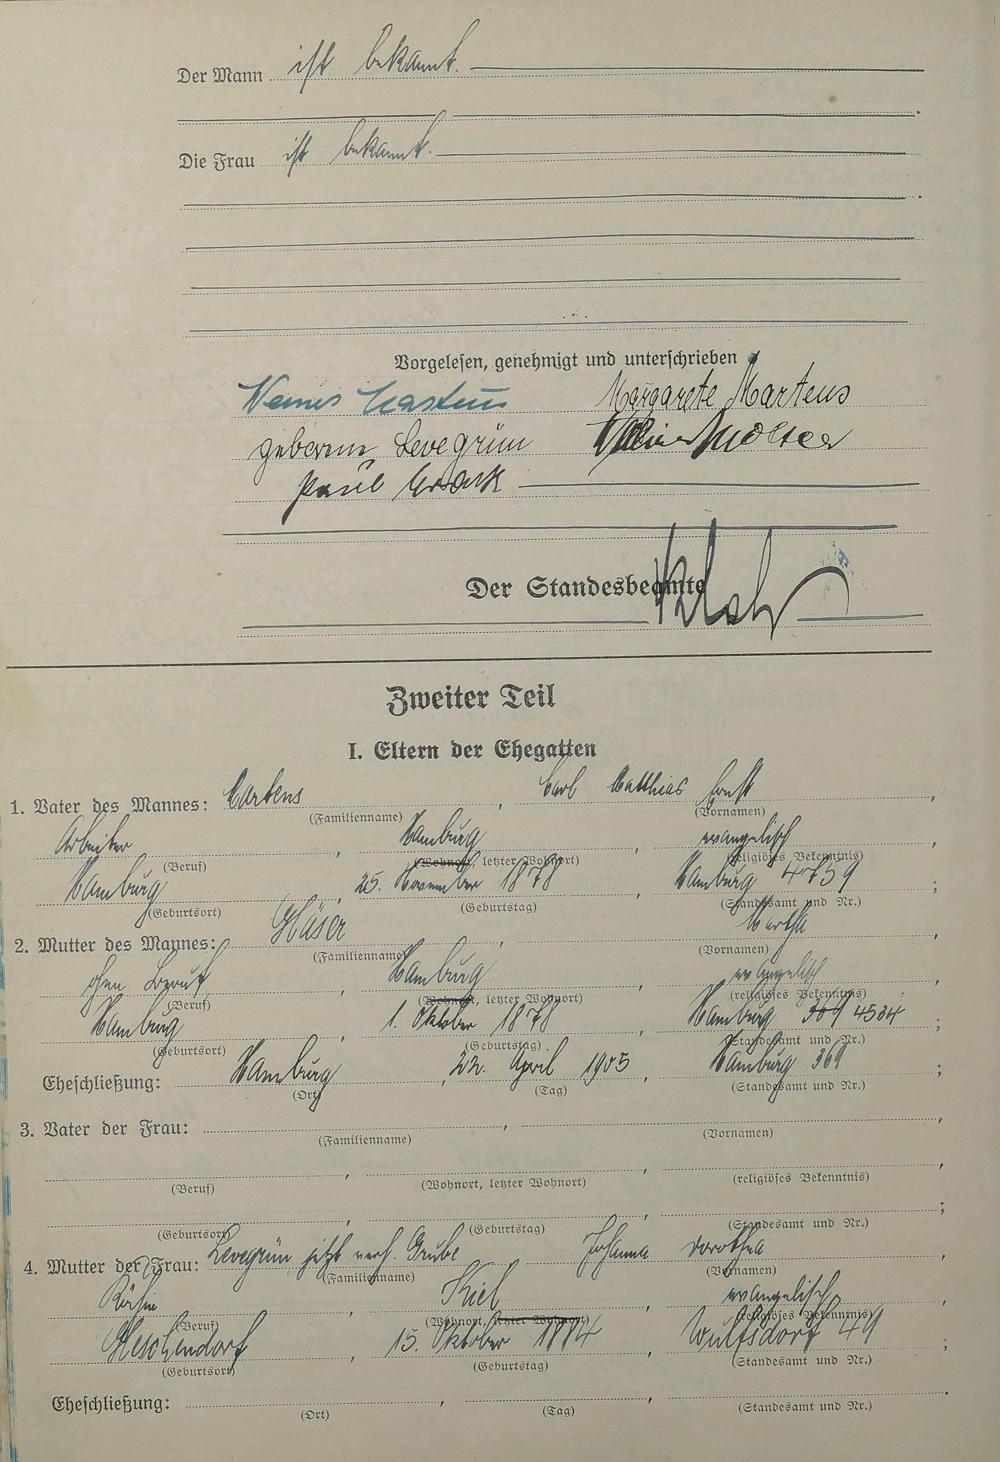 Der Mann ist bekannt.
Die Frau ist bekannt.
Vorgelesen, genehmigt und unterschrieben
Martens Margarete Martens
geborene Levegrün
Paul
Der Standesbeamte
Zweiter Teil
I. Eltern der Ehegatten
1. Vater des Mannes: Martens, Carl Matthias Ernst,
(Familienname) (Vornamen)
Arbeiter, Hamburg, evangelisch,
(Beruf) (Wohnort, letzter Wohnort) (religiöses Bekenntnis)
Hamburg, 25. November 1878, Hamburg 4759;
(Geburtsort) (Geburtstag) (Standesamt und Nr.)
2. Mutter des Mannes: Gläser, Martha,
(Familienname) (Vornamen)
ohne Beruf, Hamburg, evangelisch,
(Beruf) (Wohnort, letzter Wohnort) (religiöses Bekenntnis)
Hamburg, 1. Oktober 1878, Hamburg 369 4534;
(Geburtsort) (Geburtstag) (Standesamt und Nr.)
Eheschließung: Hamburg, 22. April 1905, Hamburg 369;
(Ort) (Tag) (Standesamt und Nr.)
3. Vater der Frau: , ,
(Familienname) (Vornamen)
, , ,
(Beruf) (Wohnort, letzter Wohnort) (religiöses Bekenntnis)
, , ;
(Geburtsort) (Geburtstag) (Standesamt und Nr.)
4. Mutter der Frau: Levegrün jetzt verh. Grube Johanna Dorothea,
(Familienname) (Vornamen)
Köchin, Kiel, evangelisch,
(Beruf) (Wohnort, letzter Wohnort) (religiöses Bekenntnis)
Gleschendorf, 15. Oktober 1884, Wulfsdorf 49;
(Geburtsort) (Geburtstag) (Standesamt und Nr.)
Eheschließung: , , .
(Ort) (Tag) (Standesamt und Nr.)